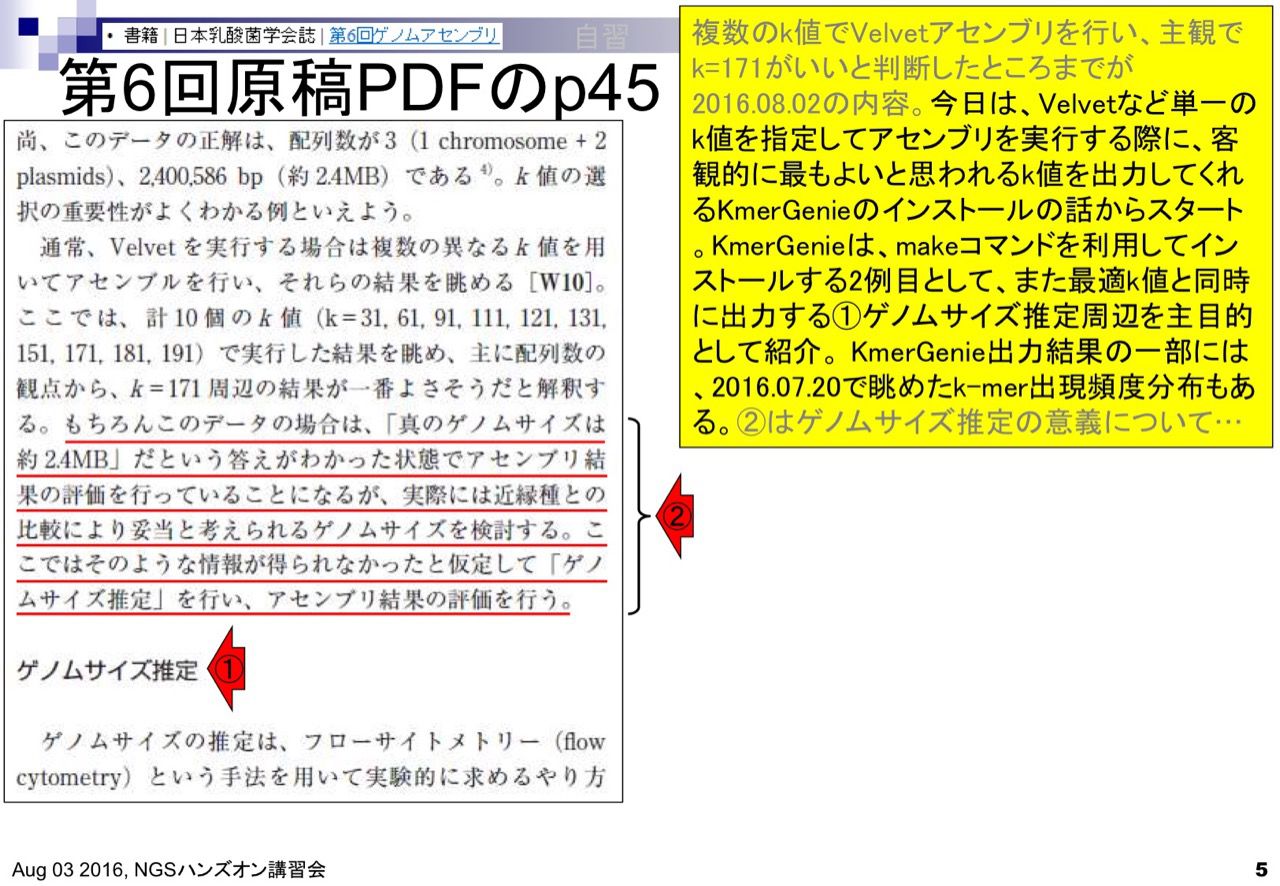 • 書籍 | 日本乳酸菌学会誌 | 第6回ゲノムアセンブリ
自習
第6回原稿PDFのp45
尚、このデータの正解は、配列数が3（1 chromosome + 2
plasmids）、2,400,586 bp（約2.4MB）である 4)。k 値の選
択の重要性がよくわかる例といえよう。
通常、Velvet を実行する場合は複数の異なる k 値を用
いてアセンブルを行い、それらの結果を眺める［W10］。
ここでは、計10個の k 値（k = 31, 61, 91, 111, 121, 131,
151, 171, 181, 191）で実行した結果を眺め、主に配列数の
観点から、k = 171 周辺の結果が一番よさそうだと解釈す
る。もちろんこのデータの場合は、「真のゲノムサイズは
約2.4MB」だという答えがわかった状態でアセンブリ結
果の評価を行っていることになるが、実際には近縁種との
比較により妥当と考えられるゲノムサイズを検討する。こ
こではそのような情報が得られなかったと仮定して「ゲノ
ムサイズ推定」を行い、アセンブリ結果の評価を行う。
②
ゲノムサイズ推定
①
ゲノムサイズの推定は、フローサイトメトリー（flow
cytometry）という手法を用いて実験的に求めるやり方
複数のk値でVelvetアセンブリを行い、主観で
k=171がいいと判断したところまでが
2016.08.02の内容。今日は、Velvetなど単一の
k値を指定してアセンブリを実行する際に、客
観的に最もよいと思われるk値を出力してくれ
るKmerGenieのインストールの話からスタート
。KmerGenieは、makeコマンドを利用してイン
ストールする2例目として、また最適k値と同時
に出力する①ゲノムサイズ推定周辺を主目的
として紹介。KmerGenie出力結果の一部には
、2016.07.20で眺めたk-mer出現頻度分布もあ
る。②はゲノムサイズ推定の意義について…
Aug 03 2016, NGSハンズオン講習会
5